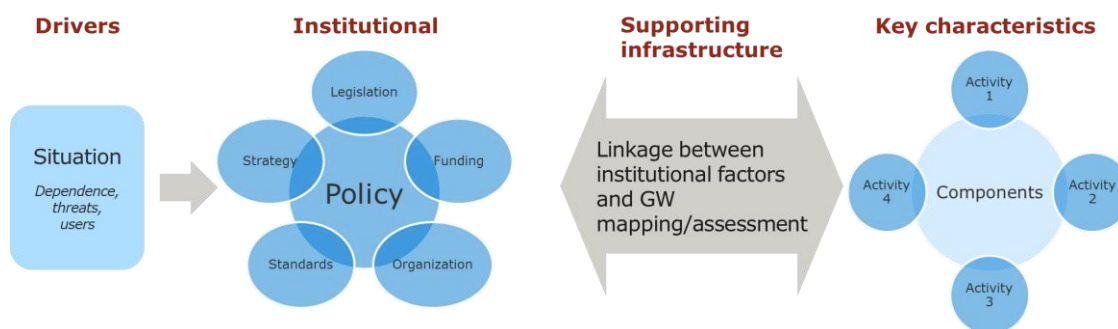 Drivers
Institutional
Supporting
infrastructure
Key characteristics
Situation
Dependence,
threats,
users
Legislation
Strategy
Funding
Policy
Standards
Organization
Linkage between
institutional factors
and GW
mapping/assessment
Activity
1
Activity
4
Components
Activity
2
Activity
3